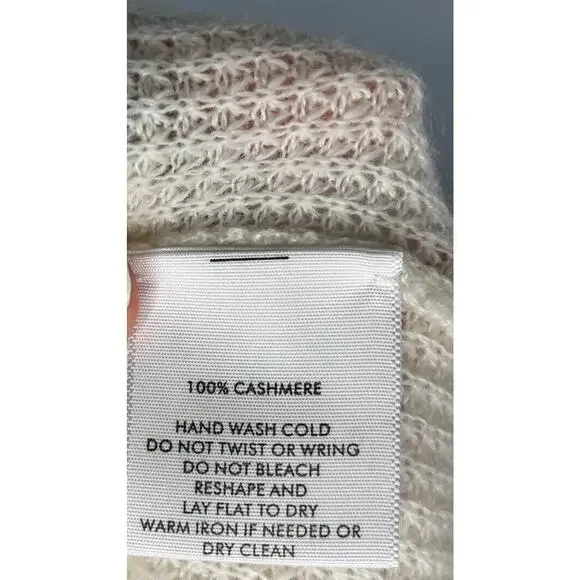 100% CASHMERE
HAND WASH COLD
DO NOT TWIST OR WRING
DO NOT BLEACH
RESHAPE AND
LAY FLAT TO DRY
WARM IRON IF NEEDED OR
DRY CLEAN